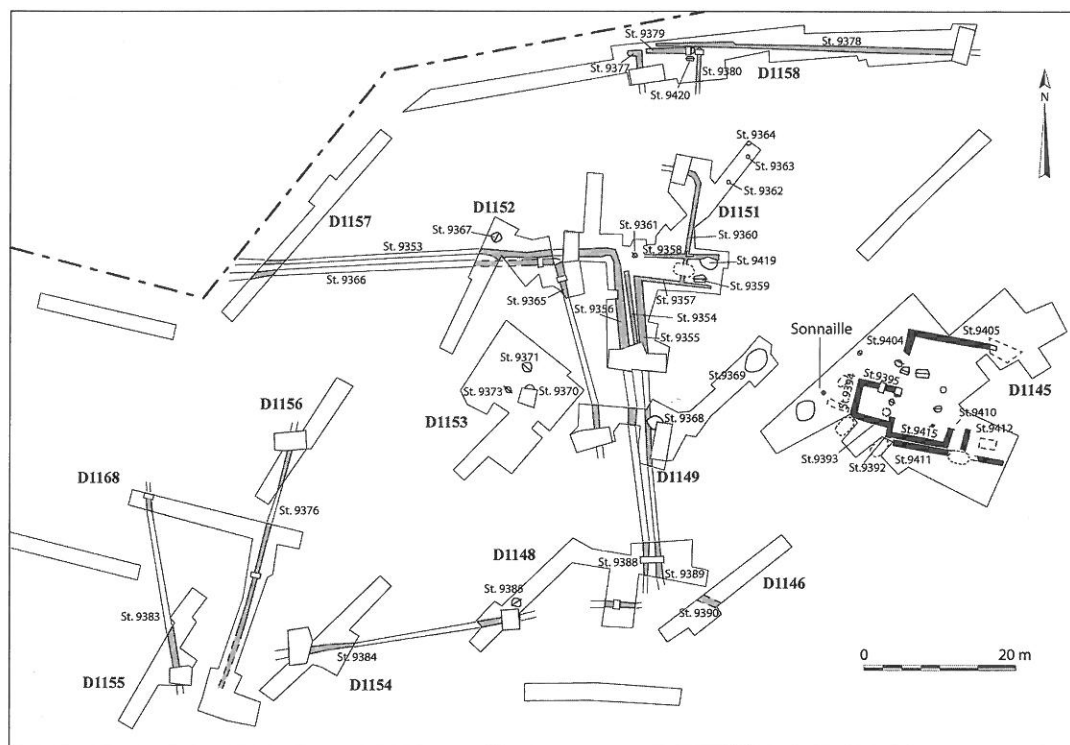 St. 9379
St. 9378
St. 9377
St. 9380
D1158
St. 9420
N
St. 9364
St. 9363
St. 9362
D1151
D1157
D1152
St. 9367
St. 9361
St. 9360
St. 9353
St. 9358
St. 9419
St. 9366
St. 9359
St. 9365
St. 9357
St. 9356
St. 9354
St. 9355
Sonnaille
St.9405
St.9404
St. 9371
St.9369
St.9395
D1145
St. 9373
St. 9370
St.9394
D1156
D1153
St. 9368
St.9410
St.9415
St.9412
St.9393
St.9411
St.9392
D1168
D1149
St. 9376
D1148
St. 9388
St. 9389
D1146
St. 9385
St. 9383
St. 9390
St. 9384
0
20 m
D1155
D1154